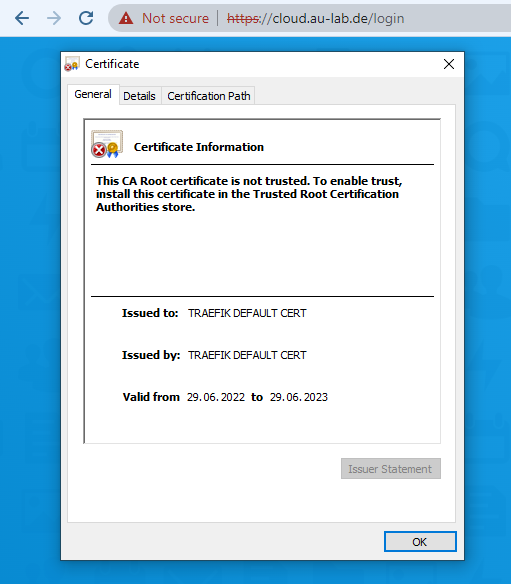 Not secure | https://cloud.au-lab.de/login
Certificate
General Details Certification Path
Certificate Information
This CA Root certificate is not trusted. To enable trust,
install this certificate in the Trusted Root Certification
Authorities store.
Issued to: TRAEFIK DEFAULT CERT
Issued by: TRAEFIK DEFAULT CERT
Valid from 29.06.2022 to 29.06.2023
Issuer Statement
OK